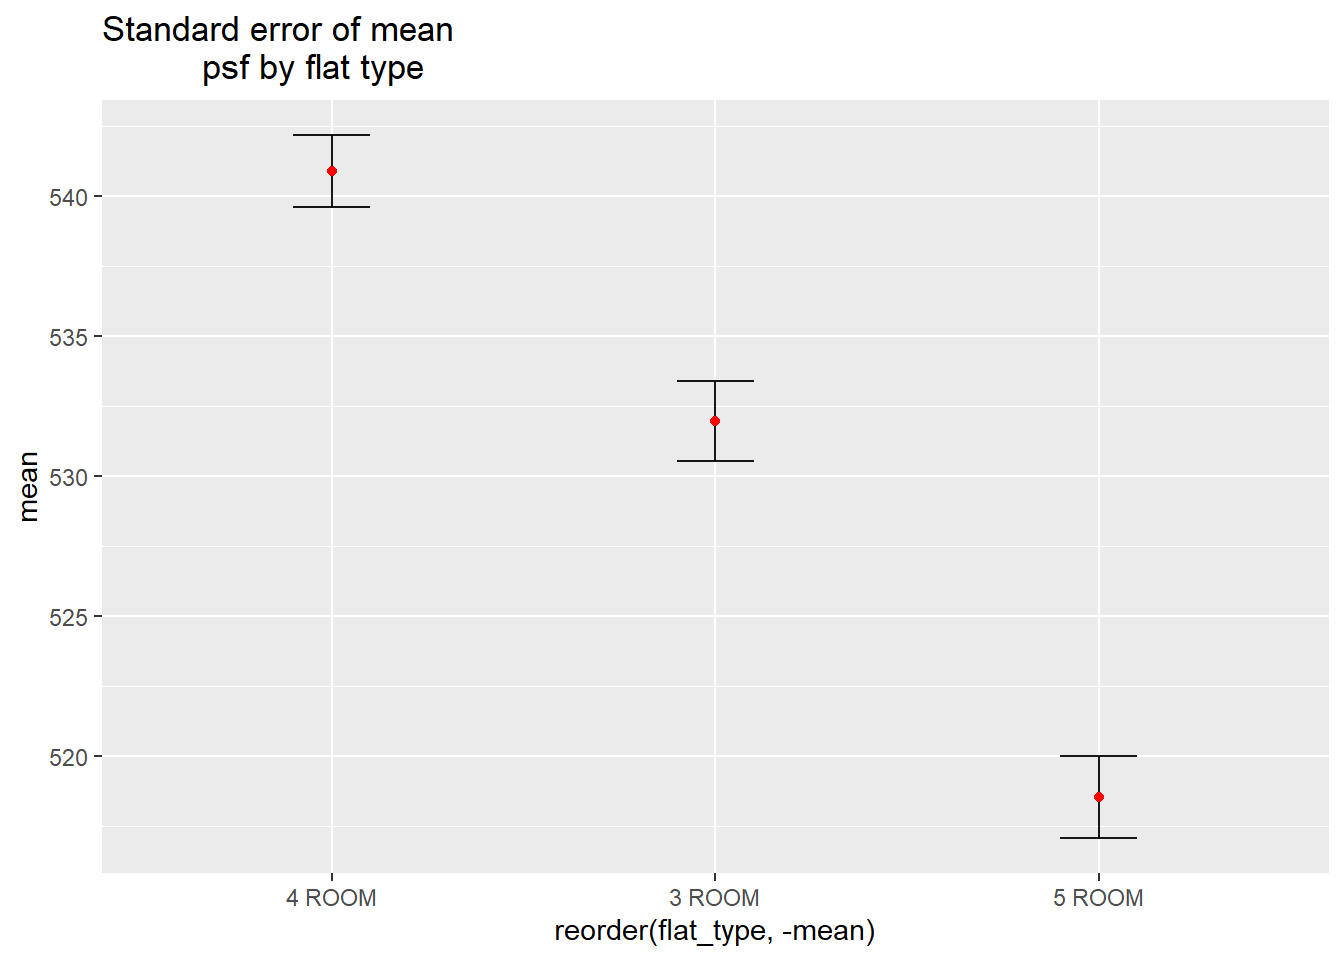 Standard error of mean
psf by flat type
mean
540
535
530
525
520
4 ROOM
3 ROOM
5 ROOM
reorder(flat_type, -mean)